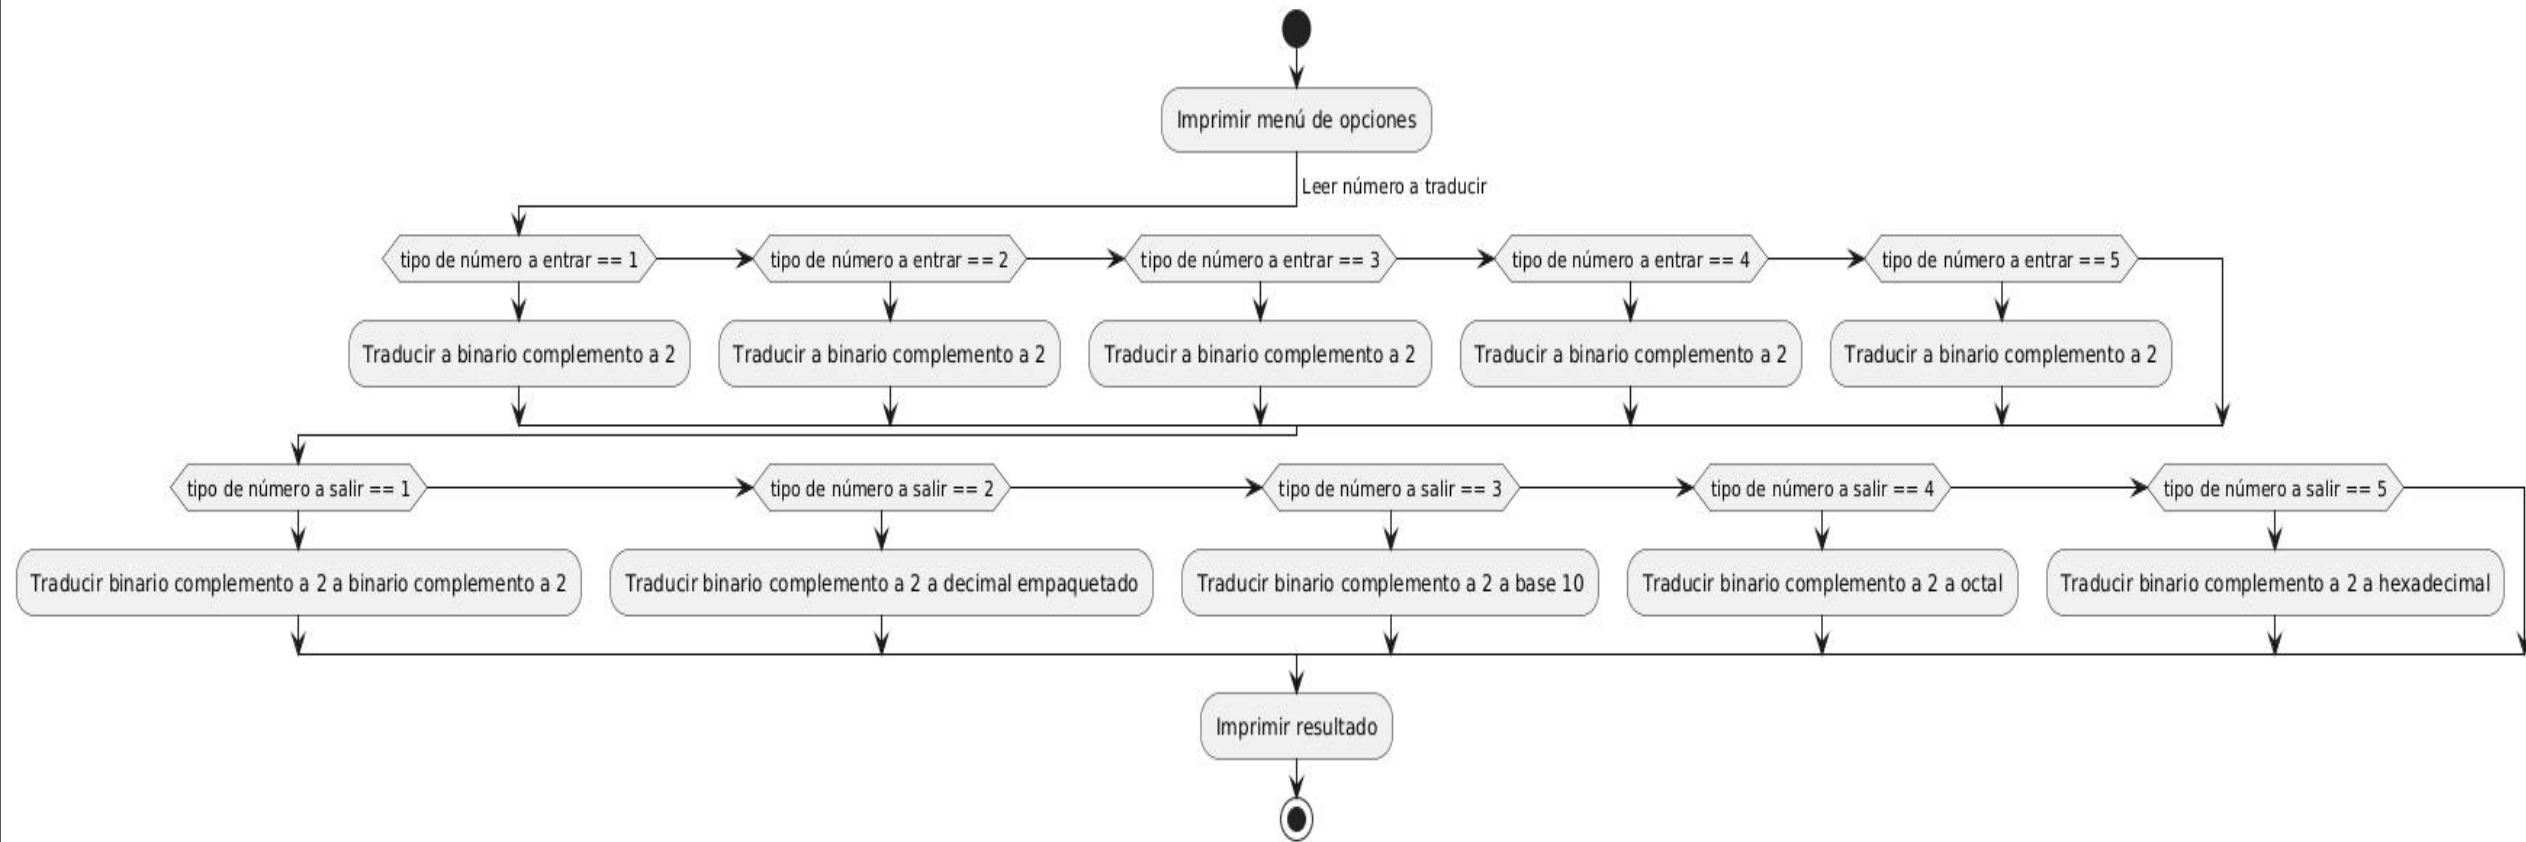 Imprimir menú de opciones
Leer número a traducir
tipo de número a entrar == 1
tipo de número a entrar == 2
tipo de número a entrar == 3
tipo de número a entrar == 4
tipo de número a entrar == 5
Traducir a binario complemento a 2
Traducir a binario complemento a 2
Traducir a binario complemento a 2
Traducir a binario complemento a 2
Traducir a binario complemento a 2
tipo de número a salir == 1
tipo de número a salir == 2
tipo de número a salir == 3
tipo de número a salir == 4
tipo de número a salir == 5
Traducir binario complemento a 2 a binario complemento a 2
Traducir binario complemento a 2 a decimal empaquetado
Traducir binario complemento a 2 a base 10
Traducir binario complemento a 2 a octal
Traducir binario complemento a 2 a hexadecimal
Imprimir resultado